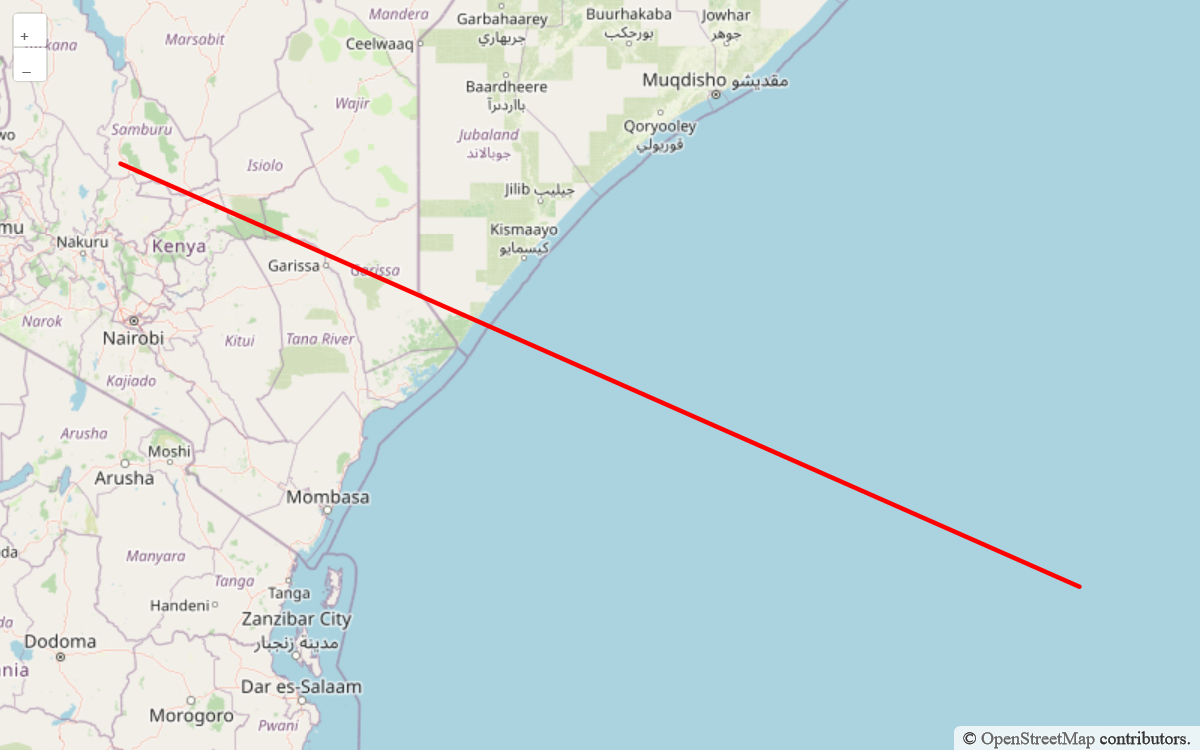 +
–
Mandera
Garbahaarey
جربهاري
Buurhakaba
بورحكب
Jowhar
جوهر
Marsabit
Ceelwaaq
Muqdisho مقديشو
Baardheere
بااردىرآ
Wajir
Samburu
Jubaland
جوبالاند
Qoryooley
قوريولي
Isiolo
Jilib جيليب
Kismaayo
كيسمايو
Nakuru
Kenya
Garissa
Garissa
Narok
Nairobi
Kitui
Tana River
Kajiado
Arusha
Moshi
Arusha
Mombasa
Manyara
Tanga
Tanga
Handeni
Zanzibar City
مدينة زنجبار
Dodoma
Dar es-Salaam
Morogoro
Pwani
© OpenStreetMap contributors.